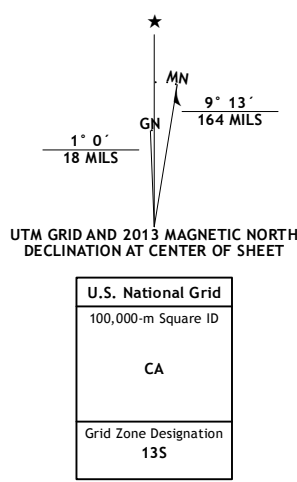 MN
GN
9° 13´
164 MILS
1° 0´
18 MILS
UTM GRID AND 2013 MAGNETIC NORTH
DECLINATION AT CENTER OF SHEET
U.S. National Grid
100,000-m Square ID
CA
Grid Zone Designation
13S